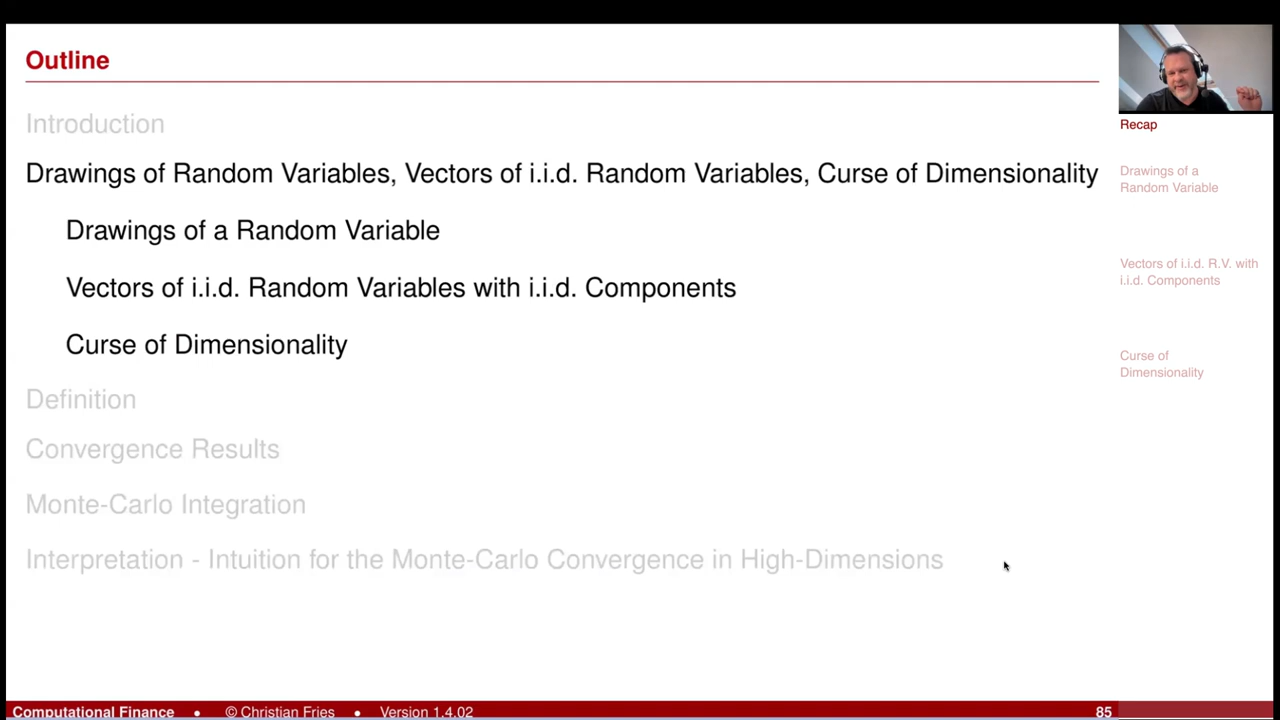 Outline
Introduction
Drawings of Random Variables, Vectors of i.i.d. Random Variables, Curse of Dimensionality
Drawings of a Random Variable
Vectors of i.i.d. Random Variables with i.i.d. Components
Curse of Dimensionality
Definition
Convergence Results
Monte-Carlo Integration
Interpretation - Intuition for the Monte-Carlo Convergence in High-Dimensions
Recap
Drawings of a
Random Variable
Vectors of i.i.d. R.V. with
i.i.d. Components
Curse of
Dimensionality
Computational Finance • © Christian Fries • Version 1.4.02 85